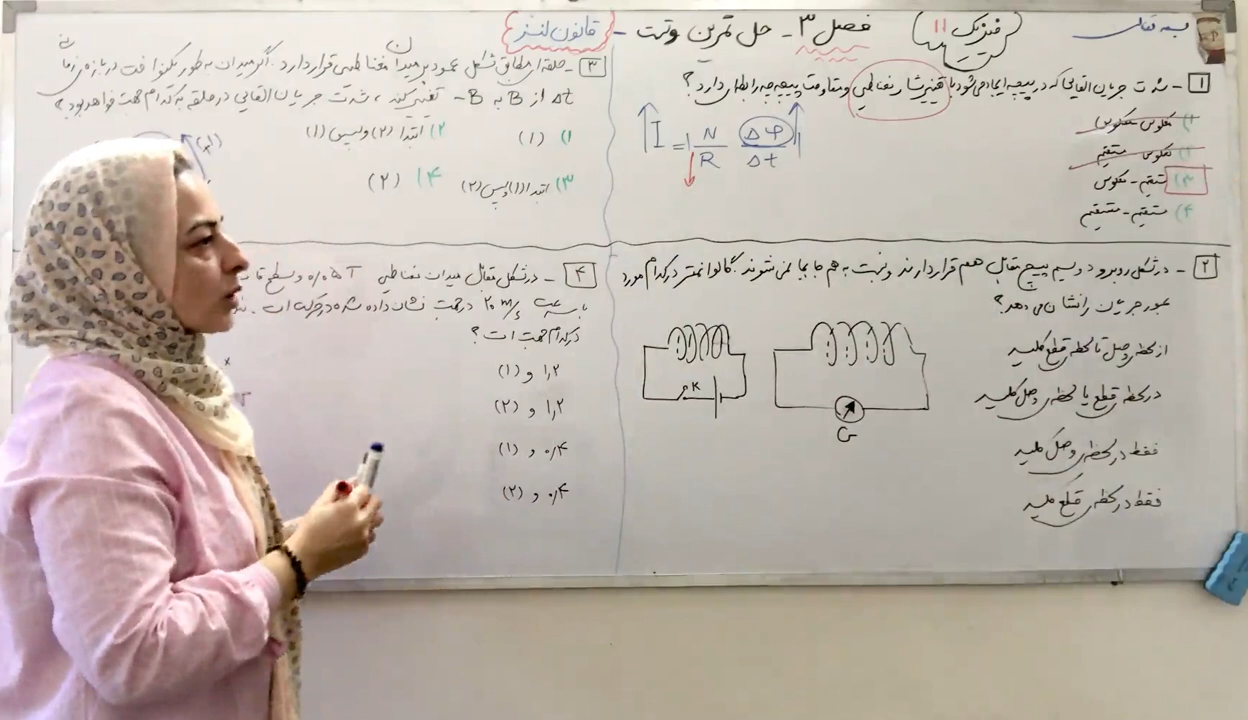 بسمه تعالی
فیزیک ۱۱
فصل ۳ - حل تمرین و تست - قانون لنز
۱ - شدت جریان القایی که در پیچه ایجاد می‌شود با تغییر شار مغناطیسی و مقاومت پیچه چه رابطه‌ای دارد؟
معکوس - معکوس
معکوس - مستقیم
۳) مستقیم - معکوس
۴) مستقیم - مستقیم
I = N/R ΔΦ/Δt
۲ - در شکل روبرو دو سیم پیچ مقابل هم قرار دارند و نسبت به هم جابجا نمی‌شوند. گالوانمتر در کدام مورد
عبور جریان را نشان می‌دهد؟
از لحظه وصل تا لحظه قطع کلید
در لحظه‌ی قطع یا لحظه‌ی وصل کلید
فقط در لحظه‌ی وصل کلید
فقط در لحظه‌ی قطع کلید
K
G
۳ - حلقه‌ای مطابق شکل عمود بر میدان مغناطیسی قرار دارد. اگر میدان به طور یکنواخت در بازه‌ی زمانی
Δt از B به B- تغییر کند، شدت جریان القایی در حلقه به کدام جهت خواهد بود؟
۱) (۱)
۲) ابتدا (۲) و سپس (۱)
۳) ابتدا (۱) و سپس (۲)
۴) (۲)
(۱)
۴ - در شکل مقابل میدان مغناطیسی ۰/۰۵ T و سطح قا
با سرعت ۲۰ m/s در جهت نشان داده شده در حرکت است.
در کدام جهت است؟
۱٫۲ و (۱)
۱٫۲ و (۲)
۰/۴ و (۱)
۰/۴ و (۲)